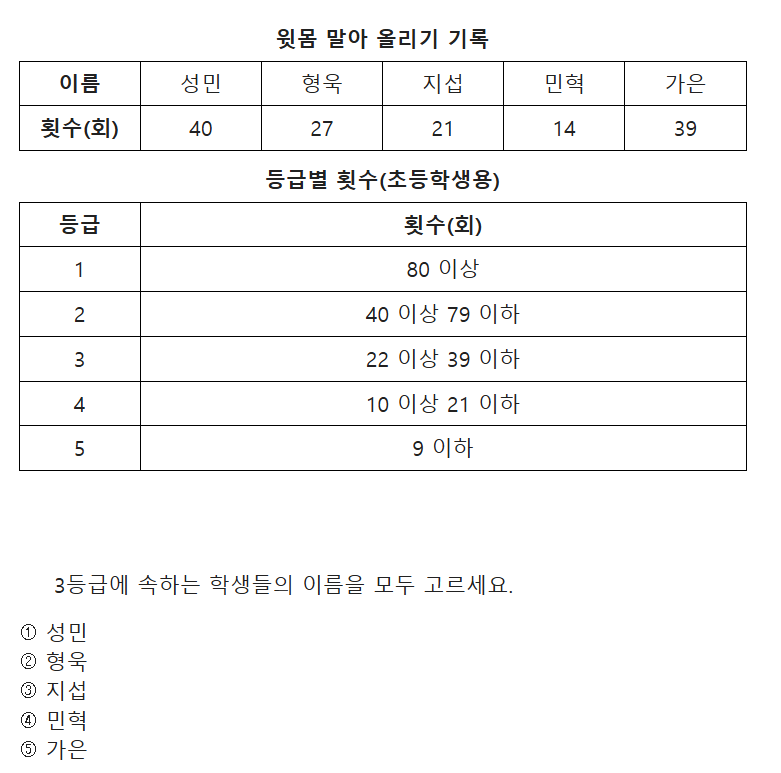 윗몸 말아 올리기 기록
이름 성민 형욱 지섭 민혁 가은
횟수(회) 40 27 21 14 39
등급별 횟수(초등학생용)
등급 횟수(회)
1 80 이상
2 40 이상 79 이하
3 22 이상 39 이하
4 10 이상 21 이하
5 9 이하
3등급에 속하는 학생들의 이름을 모두 고르세요.
① 성민
② 형욱
③ 지섭
④ 민혁
⑤ 가은